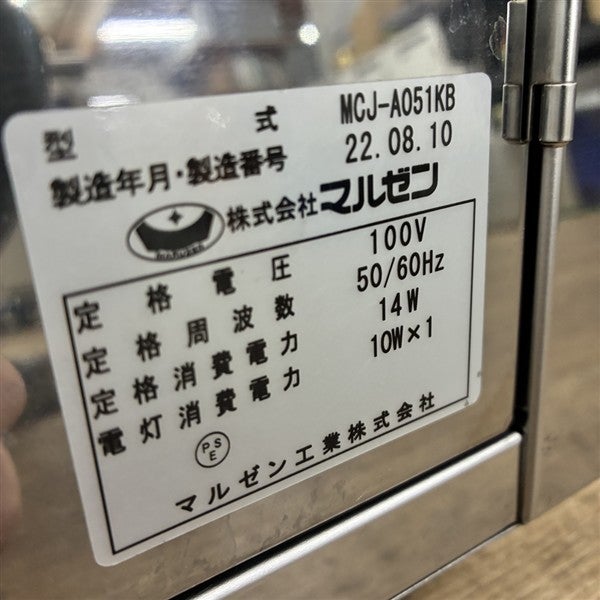 型式 MCJ-A051KB
製造年月・製造番号 22.08.10
maruzen 株式会社マルゼン
定格電圧 100V
定格周波数 50/60Hz
定格消費電力 14W
電灯消費電力 10W×1
PSE
マルゼン工業株式会社